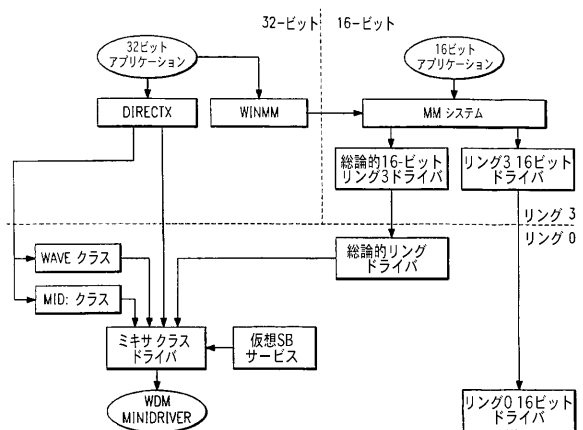 32-ビット
16-ビット
32ビット
アプリケーション
16ビット
アプリケーション
DIRECTX
WINMM
MM システム
総論的16-ビット
リング3ドライバ
リング3 16ビット
ドライバ
リング 3
リング 0
WAVE クラス
総論的リング
ドライバ
MID: クラス
ミキサ クラス
ドライバ
仮想SB
サービス
WDM
MINIDRIVER
リング0 16ビット
ドライバ